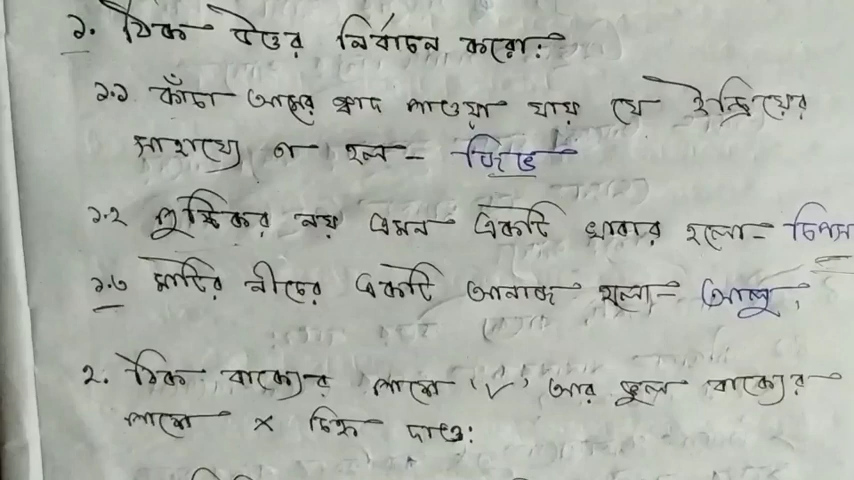 ১. ঠিক উত্তর নির্বাচন করো:
১.১ কাঁচা আমের স্বাদ পাওয়া যায় যে ইন্দ্রিয়ের
সাহায্যে তা হল- জিভ
১.২ পুষ্টিকর নয় এমন একটি খাবার হলো- চিপস
১.৩ মাটির নীচের একটি আনাজ হলো- আলু।
২. ঠিক বাক্যের পাশে '✓' আর ভুল বাক্যের
পাশে × চিহ্ন দাও: